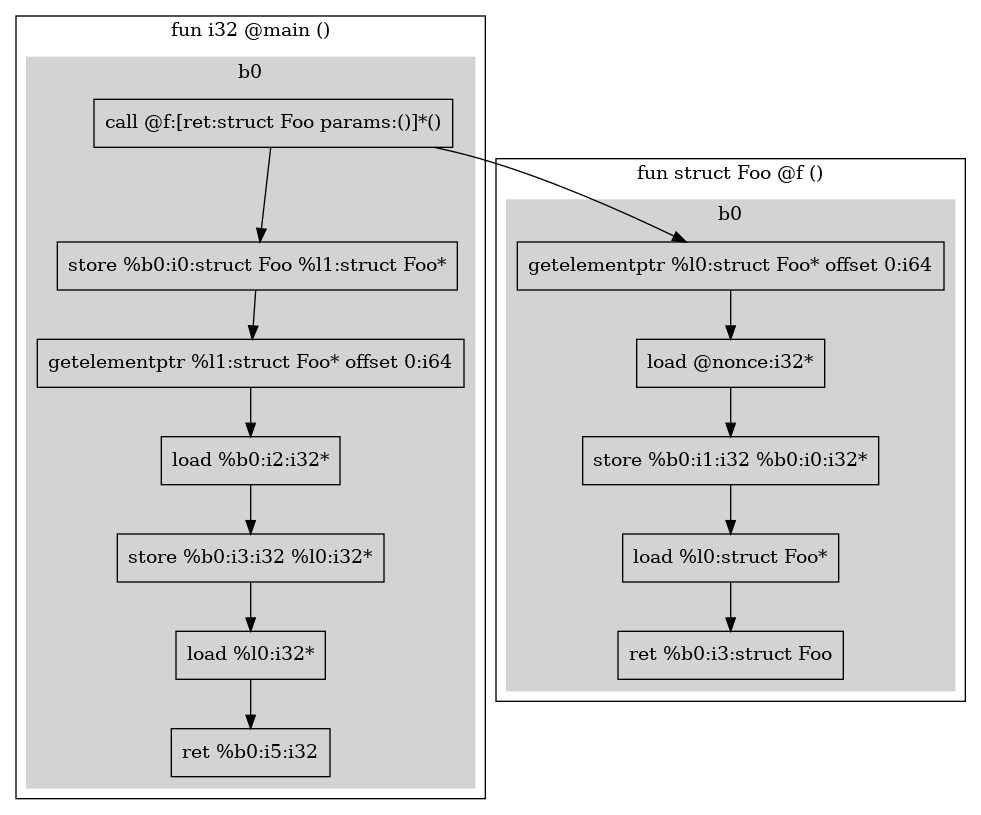 fun i32 @main ()
b0
call @f:[ret:struct Foo params:()]*()
store %b0:i0:struct Foo %l1:struct Foo*
getelementptr %l1:struct Foo* offset 0:i64
load %b0:i2:i32*
store %b0:i3:i32 %l0:i32*
load %l0:i32*
ret %b0:i5:i32
fun struct Foo @f ()
b0
getelementptr %l0:struct Foo* offset 0:i64
load @nonce:i32*
store %b0:i1:i32 %b0:i0:i32*
load %l0:struct Foo*
ret %b0:i3:struct Foo